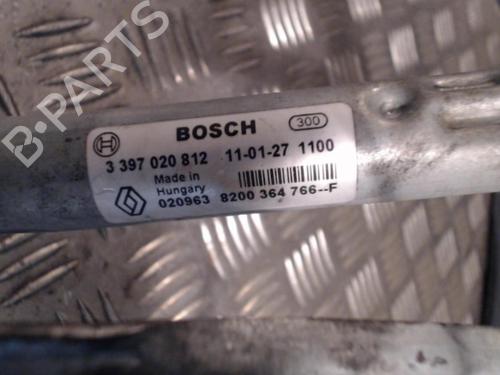 BOSCH 300
3 397 020 812 11-01-27 1100
Made in
Hungary
020963 8200 364 766--F
B-PARTS